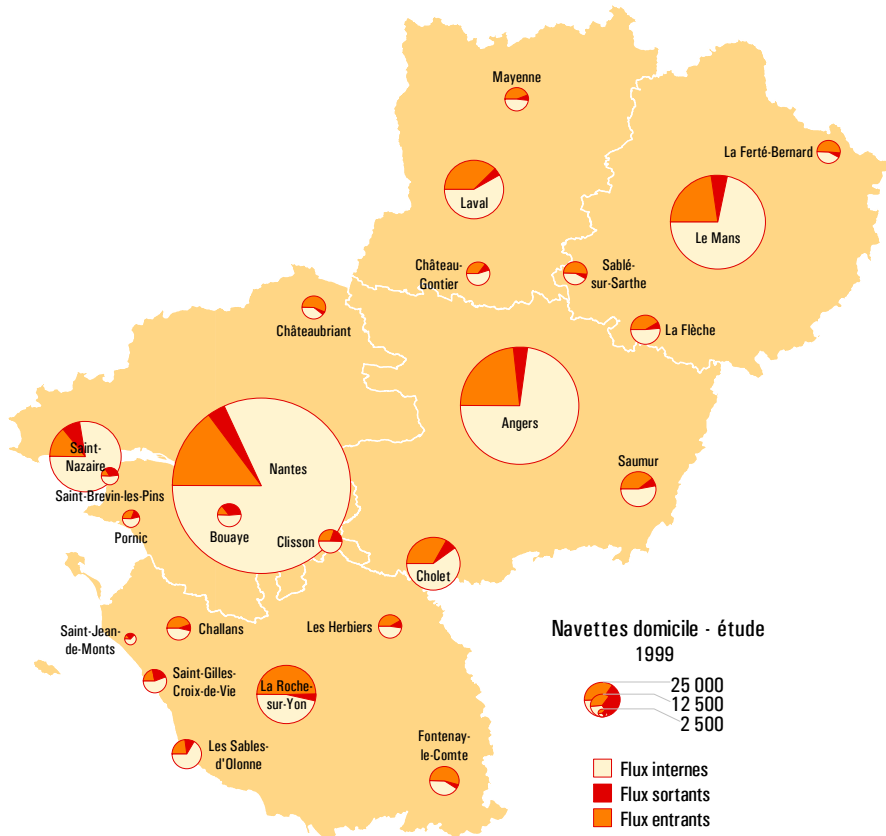 Mayenne
La Ferté-Bernard
Laval
Le Mans
Château-
Gontier
Sablé-
sur-Sarthe
Châteaubriant
La Flèche
Angers
Saint-
Nazaire
Nantes
Saumur
Saint-Brevin-les-Pins
Pornic
Bouaye
Clisson
Cholet
Saint-Jean-
de-Monts
Challans
Les Herbiers
Saint-Gilles-
Croix-de-Vie
La Roche-
sur-Yon
Les Sables-
d'Olonne
Fontenay-
le-Comte
Navettes domicile - étude
1999
25 000
12 500
2 500
Flux internes
Flux sortants
Flux entrants